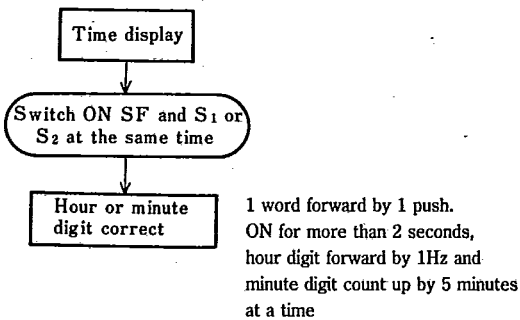 Time display
Switch ON SF and S1 or
S2 at the same time
Hour or minute
digit correct
1 word forward by 1 push.
ON for more than 2 seconds,
hour digit forward by 1Hz and
minute digit count up by 5 minutes
at a time